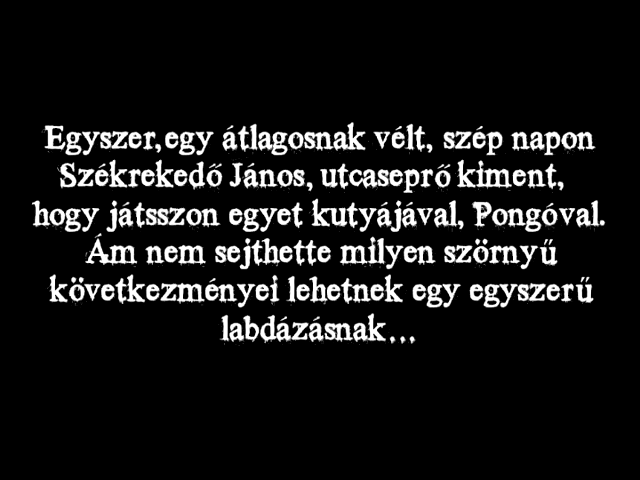 Egyszer,egy átlagosnak vélt, szép napon
Székrekedő János, utcaseprő kiment,
hogy játsszon egyet kutyájával, Pongóval.
Ám nem sejthette milyen szörnyű
következményei lehetnek egy egyszerű
labdázásnak...